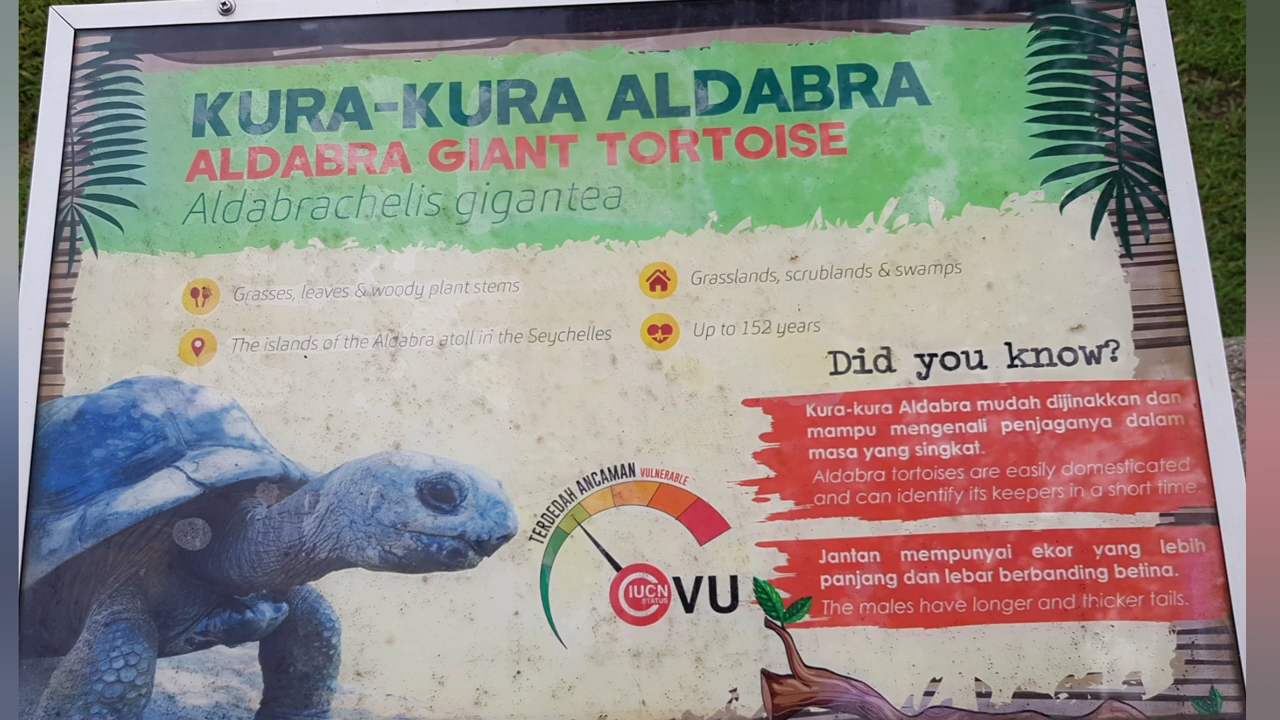 KURA-KURA ALDABRA
ALDABRA GIANT TORTOISE
Aldabrachelis gigantea
Grasses, leaves & woody plant stems
Grasslands, scrublands & swamps
The islands of the Aldabra atoll in the Seychelles
Up to 152 years
Did you know?
Kura-kura Aldabra mudah dijinakkan dan
mampu mengenali penjaganya dalam
masa yang singkat.
Aldabra tortoises are easily domesticated
and can identify its keepers in a short time.
TERDEDAH ANCAMAN VULNERABLE
IUCN
STATUS
VU
Jantan mempunyai ekor yang lebih
panjang dan lebar berbanding betina.
The males have longer and thicker tails.